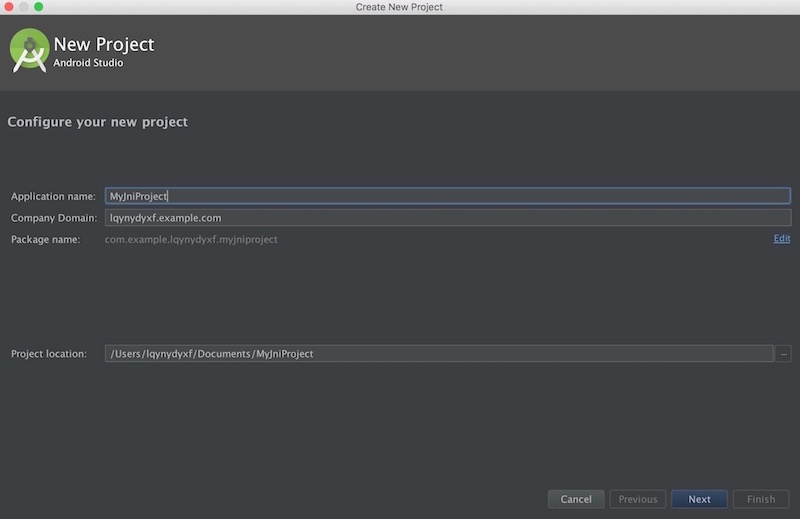 Create New Project
New Project
Android Studio
Configure your new project
Application name: MyJniProject
Company Domain: lqynydyxf.example.com
Package name: com.example.lqynydyxf.myjniproject Edit
Project location: /Users/lqynydyxf/Documents/MyJniProject ...
Cancel Previous Next Finish